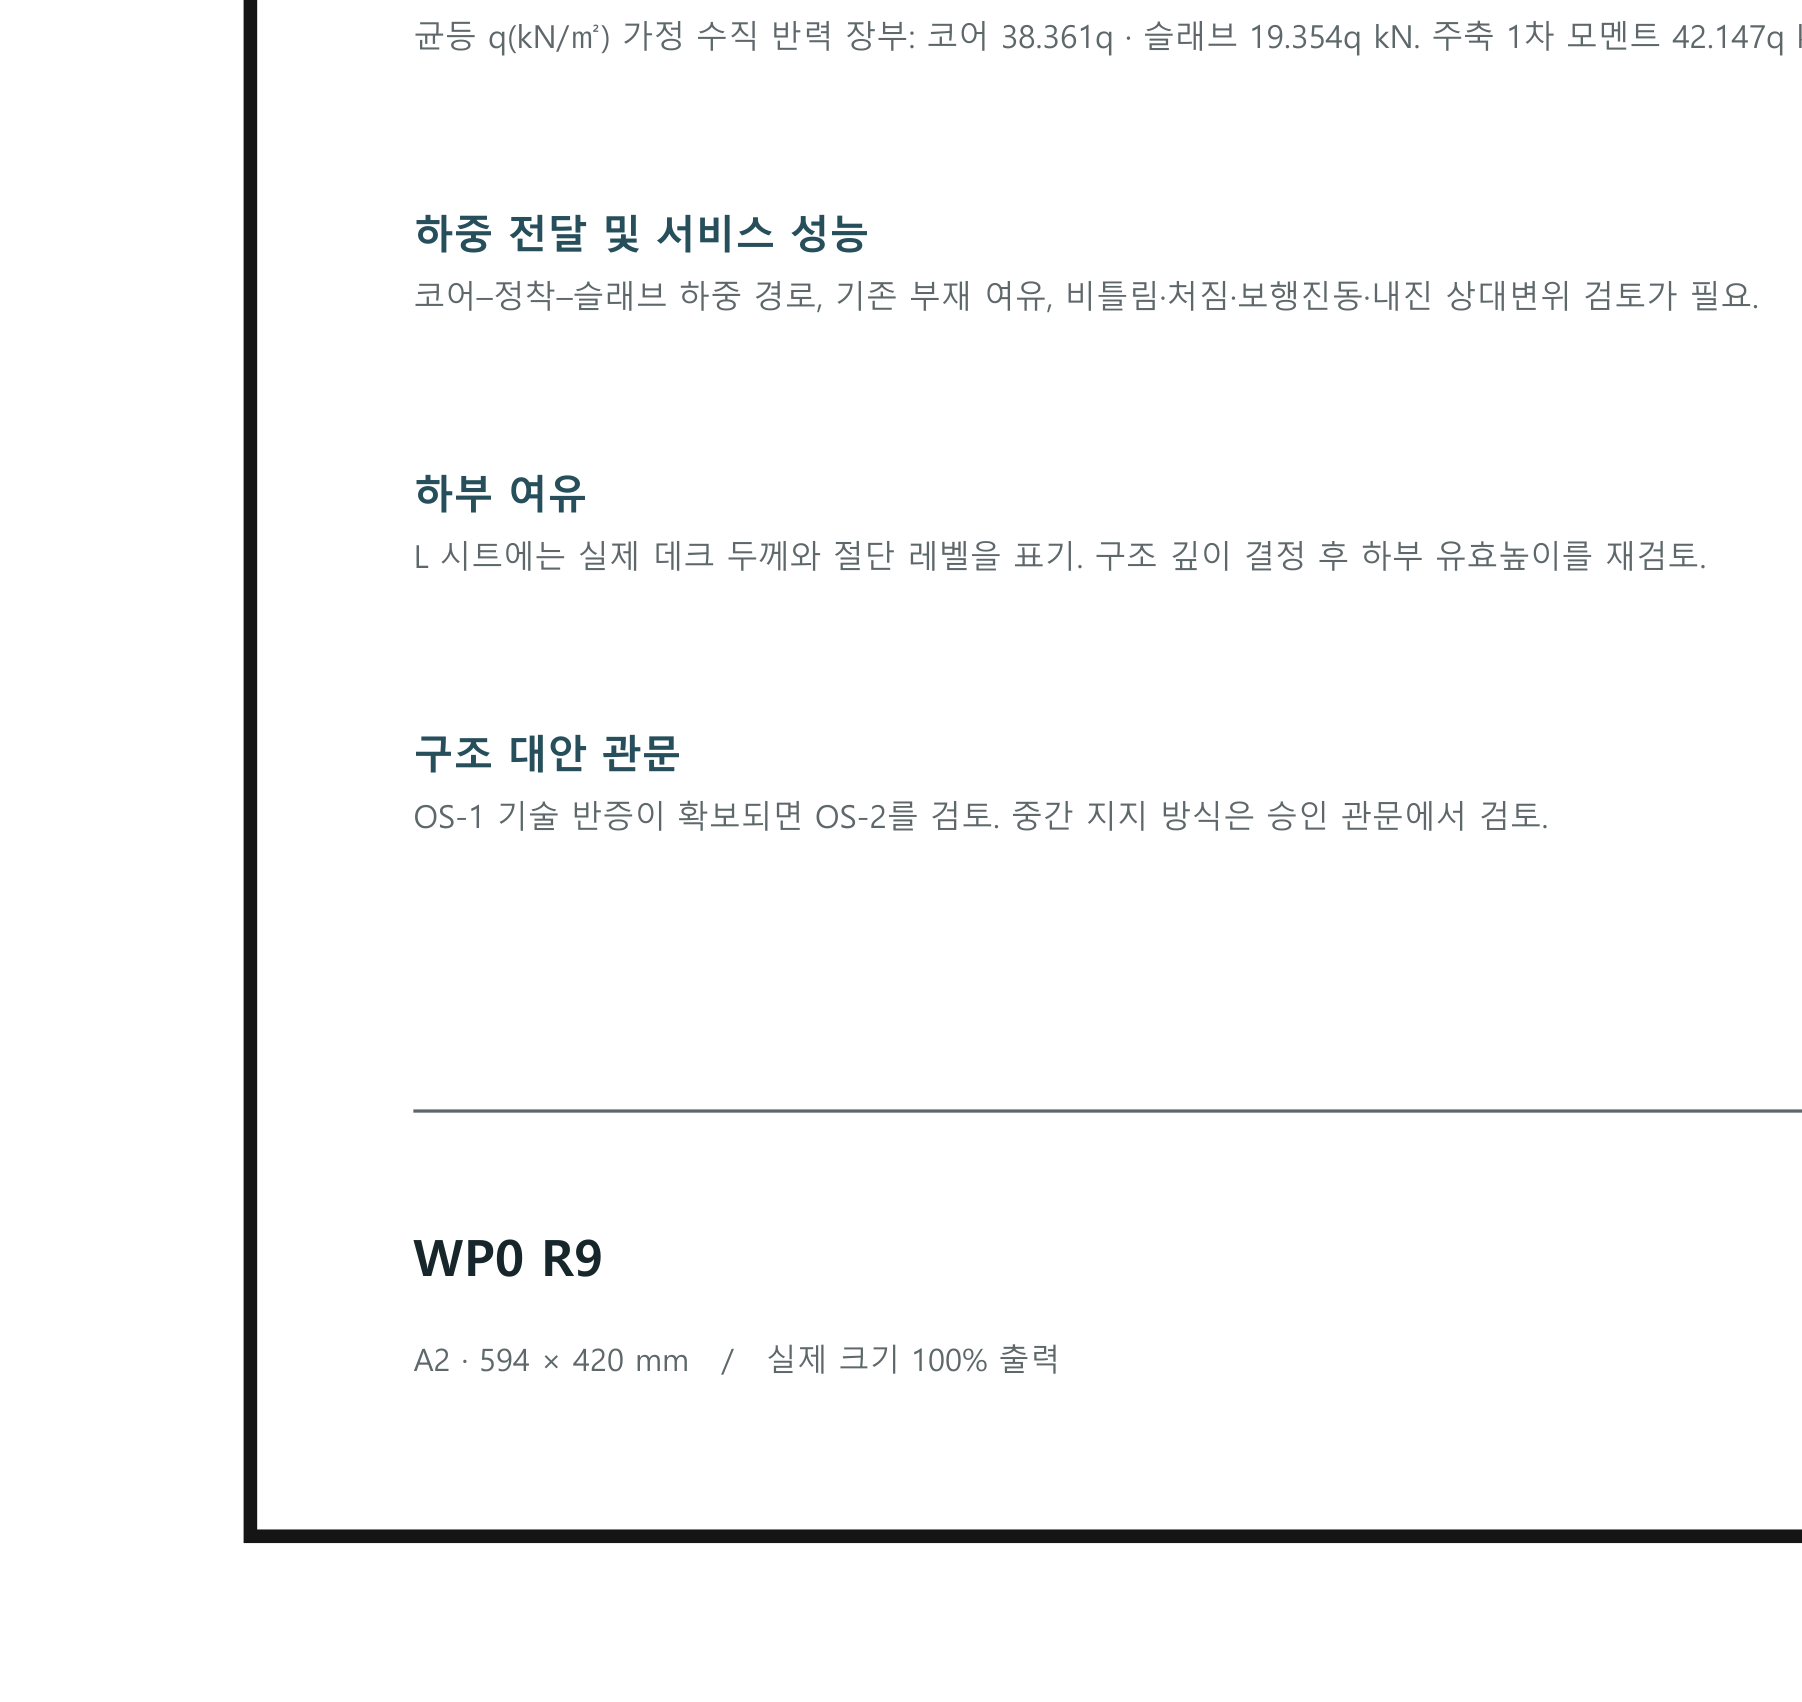 균등 q(kN/㎡) 가정 수직 반력 장부: 코어 38.361q · 슬래브 19.354q kN. 주축 1차 모멘트 42.147q
하중 전달 및 서비스 성능
코어–정착–슬래브 하중 경로, 기존 부재 여유, 비틀림·처짐·보행진동·내진 상대변위 검토가 필요.
하부 여유
L 시트에는 실제 데크 두께와 절단 레벨을 표기. 구조 깊이 결정 후 하부 유효높이를 재검토.
구조 대안 관문
OS-1 기술 반증이 확보되면 OS-2를 검토. 중간 지지 방식은 승인 관문에서 검토.
WP0 R9
A2 · 594 × 420 mm / 실제 크기 100% 출력